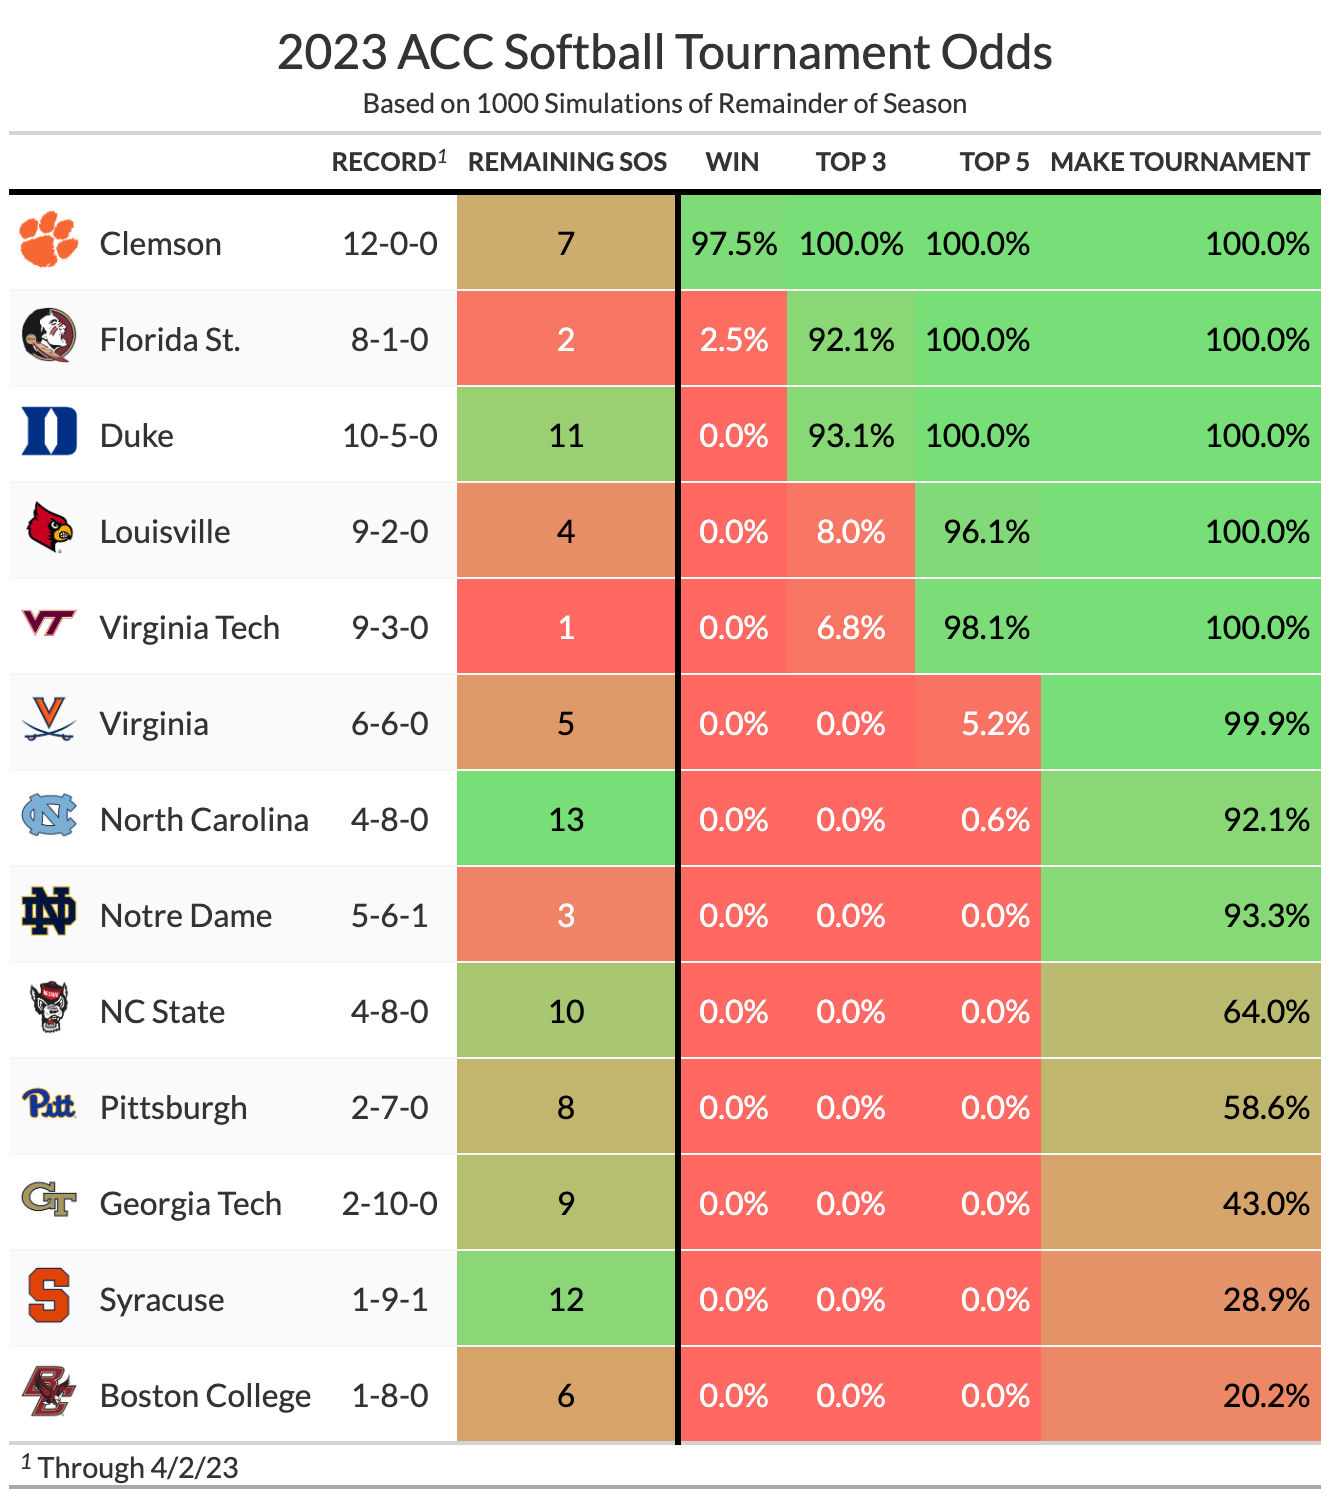 2023 ACC Softball Tournament Odds
Based on 1000 Simulations of Remainder of Season
RECORD¹ REMAINING SOS WIN TOP 3 TOP 5 MAKE TOURNAMENT
Clemson 12-0-0 7 97.5% 100.0% 100.0% 100.0%
Florida St. 8-1-0 2 2.5% 92.1% 100.0% 100.0%
Duke 10-5-0 11 0.0% 93.1% 100.0% 100.0%
Louisville 9-2-0 4 0.0% 8.0% 96.1% 100.0%
VT Virginia Tech 9-3-0 1 0.0% 6.8% 98.1% 100.0%
Virginia 6-6-0 5 0.0% 0.0% 5.2% 99.9%
NC North Carolina 4-8-0 13 0.0% 0.0% 0.6% 92.1%
ND Notre Dame 5-6-1 3 0.0% 0.0% 0.0% 93.3%
NC State 4-8-0 10 0.0% 0.0% 0.0% 64.0%
Pitt Pittsburgh 2-7-0 8 0.0% 0.0% 0.0% 58.6%
GT Georgia Tech 2-10-0 9 0.0% 0.0% 0.0% 43.0%
S Syracuse 1-9-1 12 0.0% 0.0% 0.0% 28.9%
BC Boston College 1-8-0 6 0.0% 0.0% 0.0% 20.2%
¹ Through 4/2/23